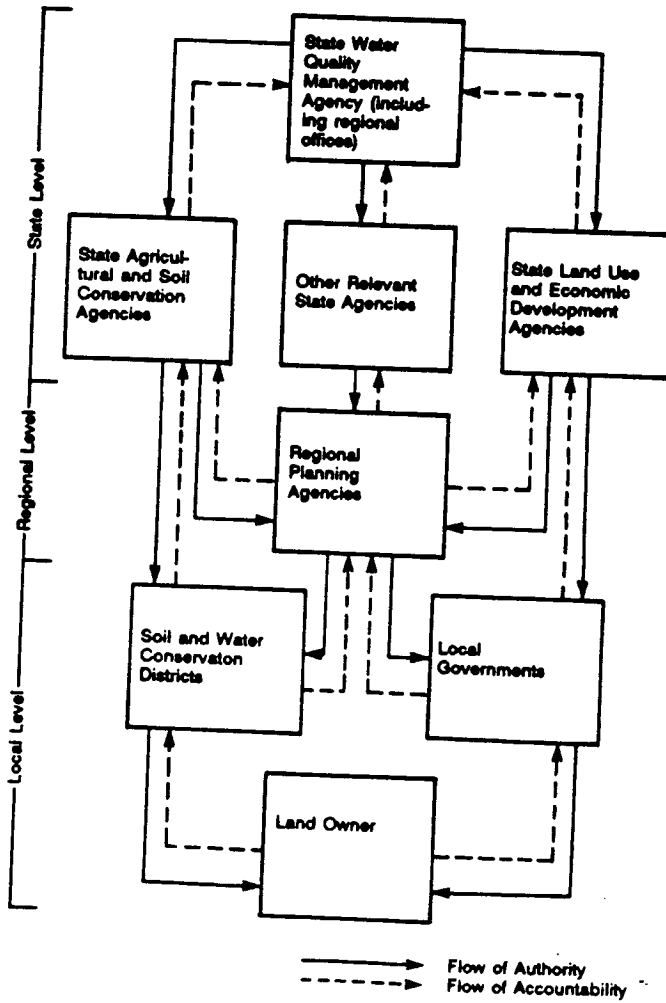 State Water
Quality
Management
Agency (includ-
ing regional
offices)
State Level
State Agricul-
tural and Soil
Conservation
Agencies
Other Relevant
State Agencies
State Land Use
and Economic
Development
Agencies
Regional Level
Regional
Planning
Agencies
Local Level
Soil and Water
Conservaton
Districts
Local
Governments
Land Owner
Flow of Authority
Flow of Accountability